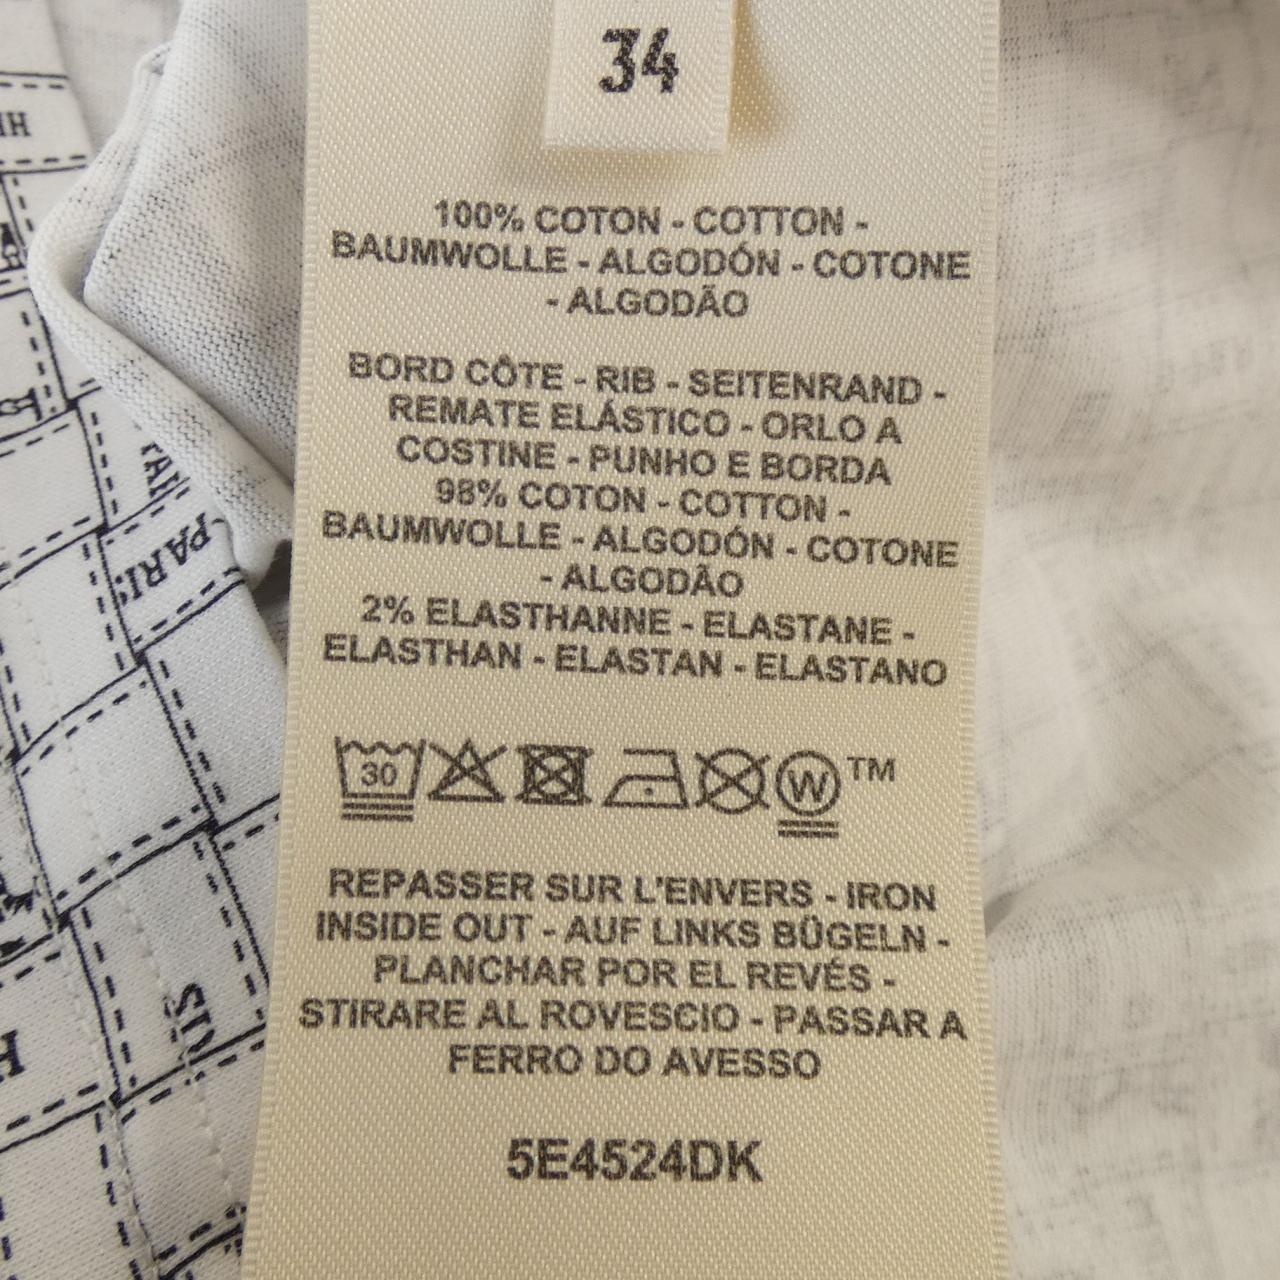 34
100% COTON - COTTON -
BAUMWOLLE - ALGODÓN - COTONE
- ALGODÃO
BORD CÔTE - RIB - SEITENRAND -
REMATE ELÁSTICO - ORLO A
COSTINE - PUNHO E BORDA
98% COTON - COTTON -
BAUMWOLLE - ALGODÓN - COTONE
- ALGODÃO
2% ELASTHANNE - ELASTANE -
ELASTHAN - ELASTAN - ELASTANO
30 W TM
REPASSER SUR L'ENVERS - IRON
INSIDE OUT - AUF LINKS BÜGELN -
PLANCHAR POR EL REVÉS -
STIRARE AL ROVESCIO - PASSAR A
FERRO DO AVESSO
5E4524DK
PARIS